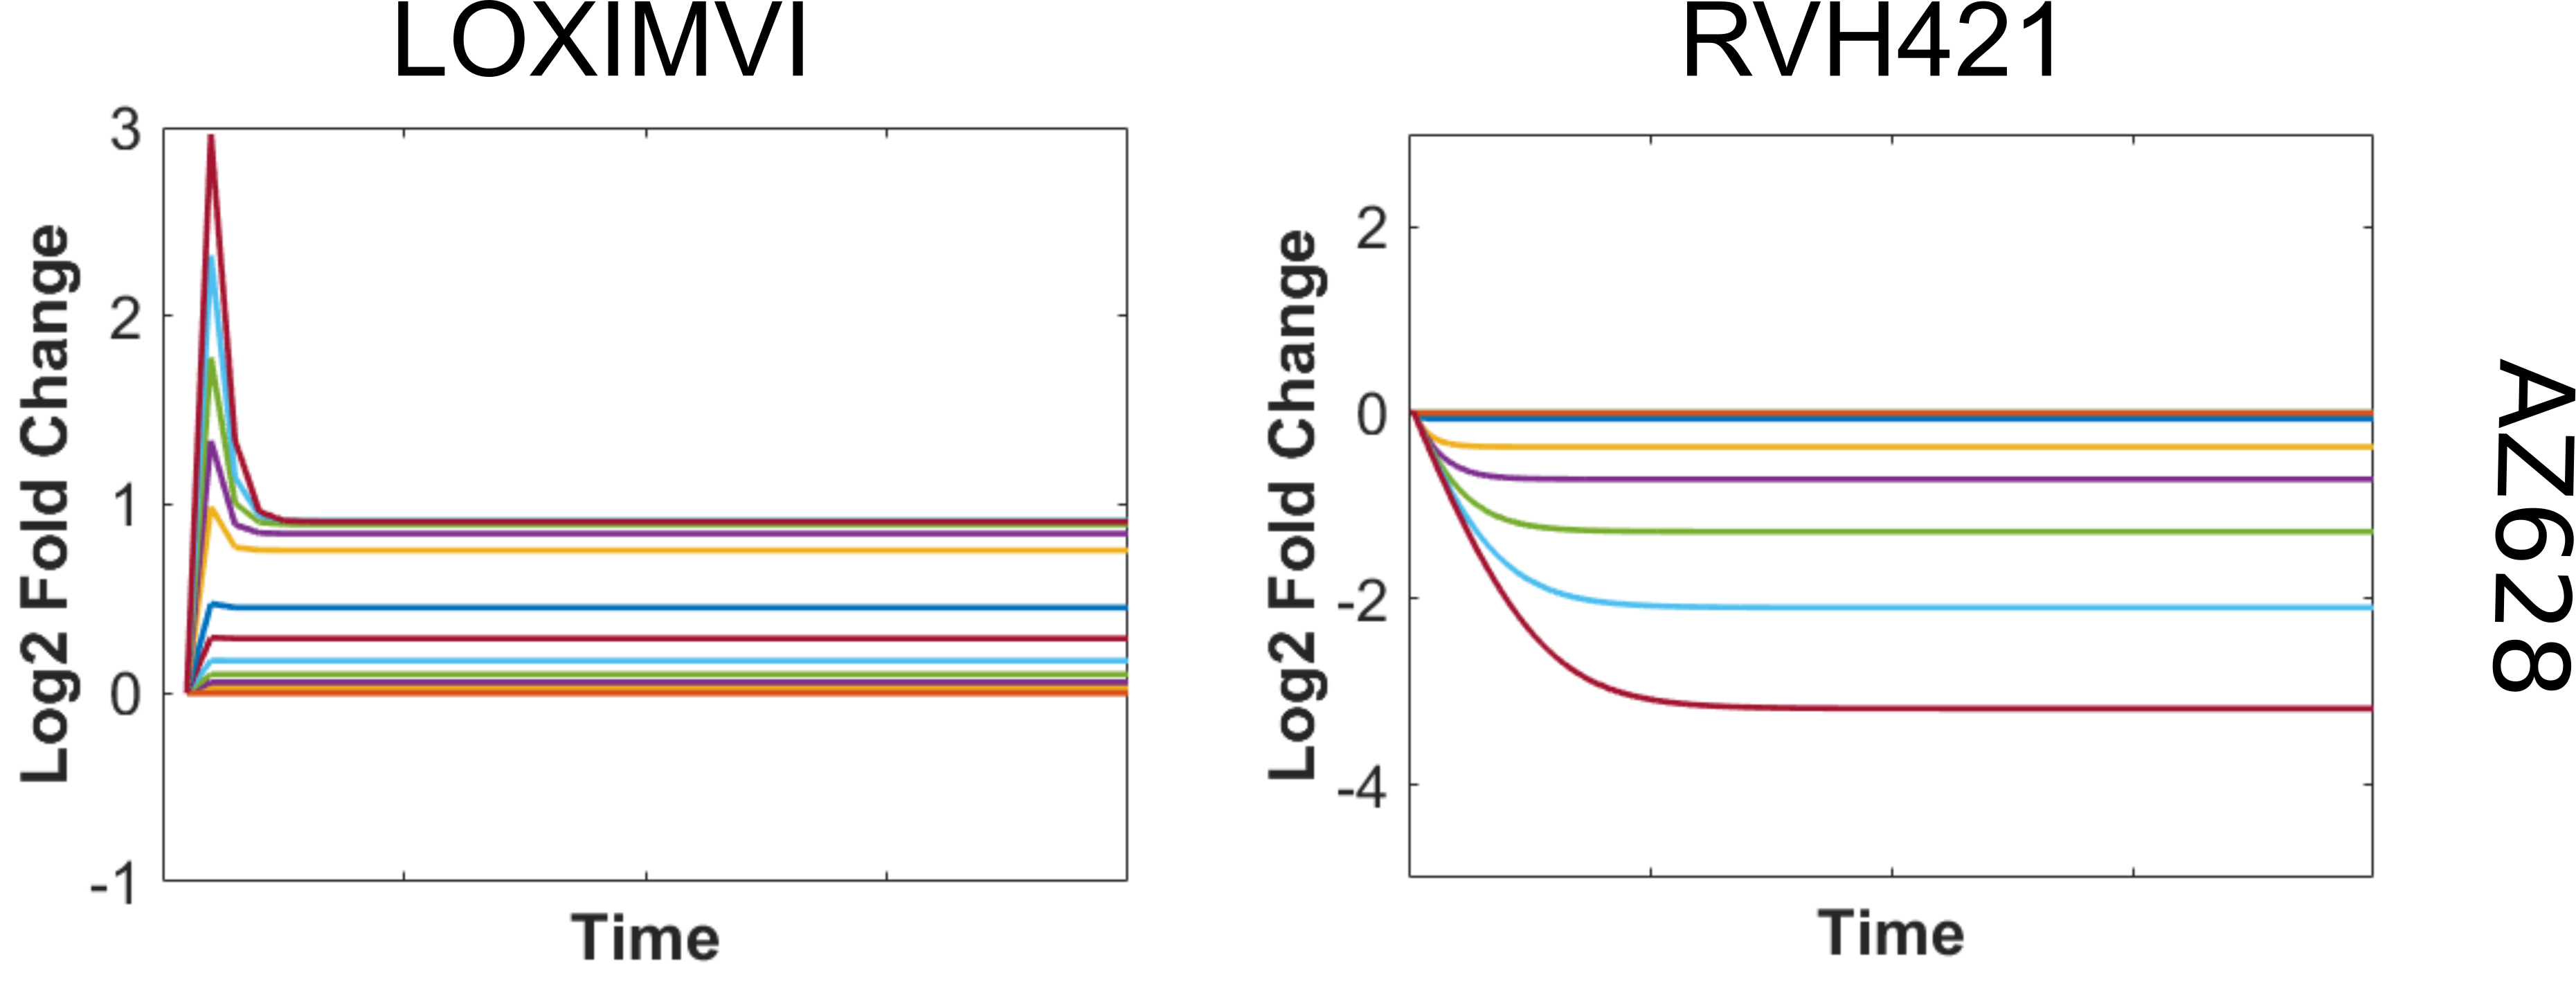 LOXIMVI
RVH421
Log2 Fold Change
3
2
1
0
-1
Time
Log2 Fold Change
2
0
-2
-4
Time
AZ628